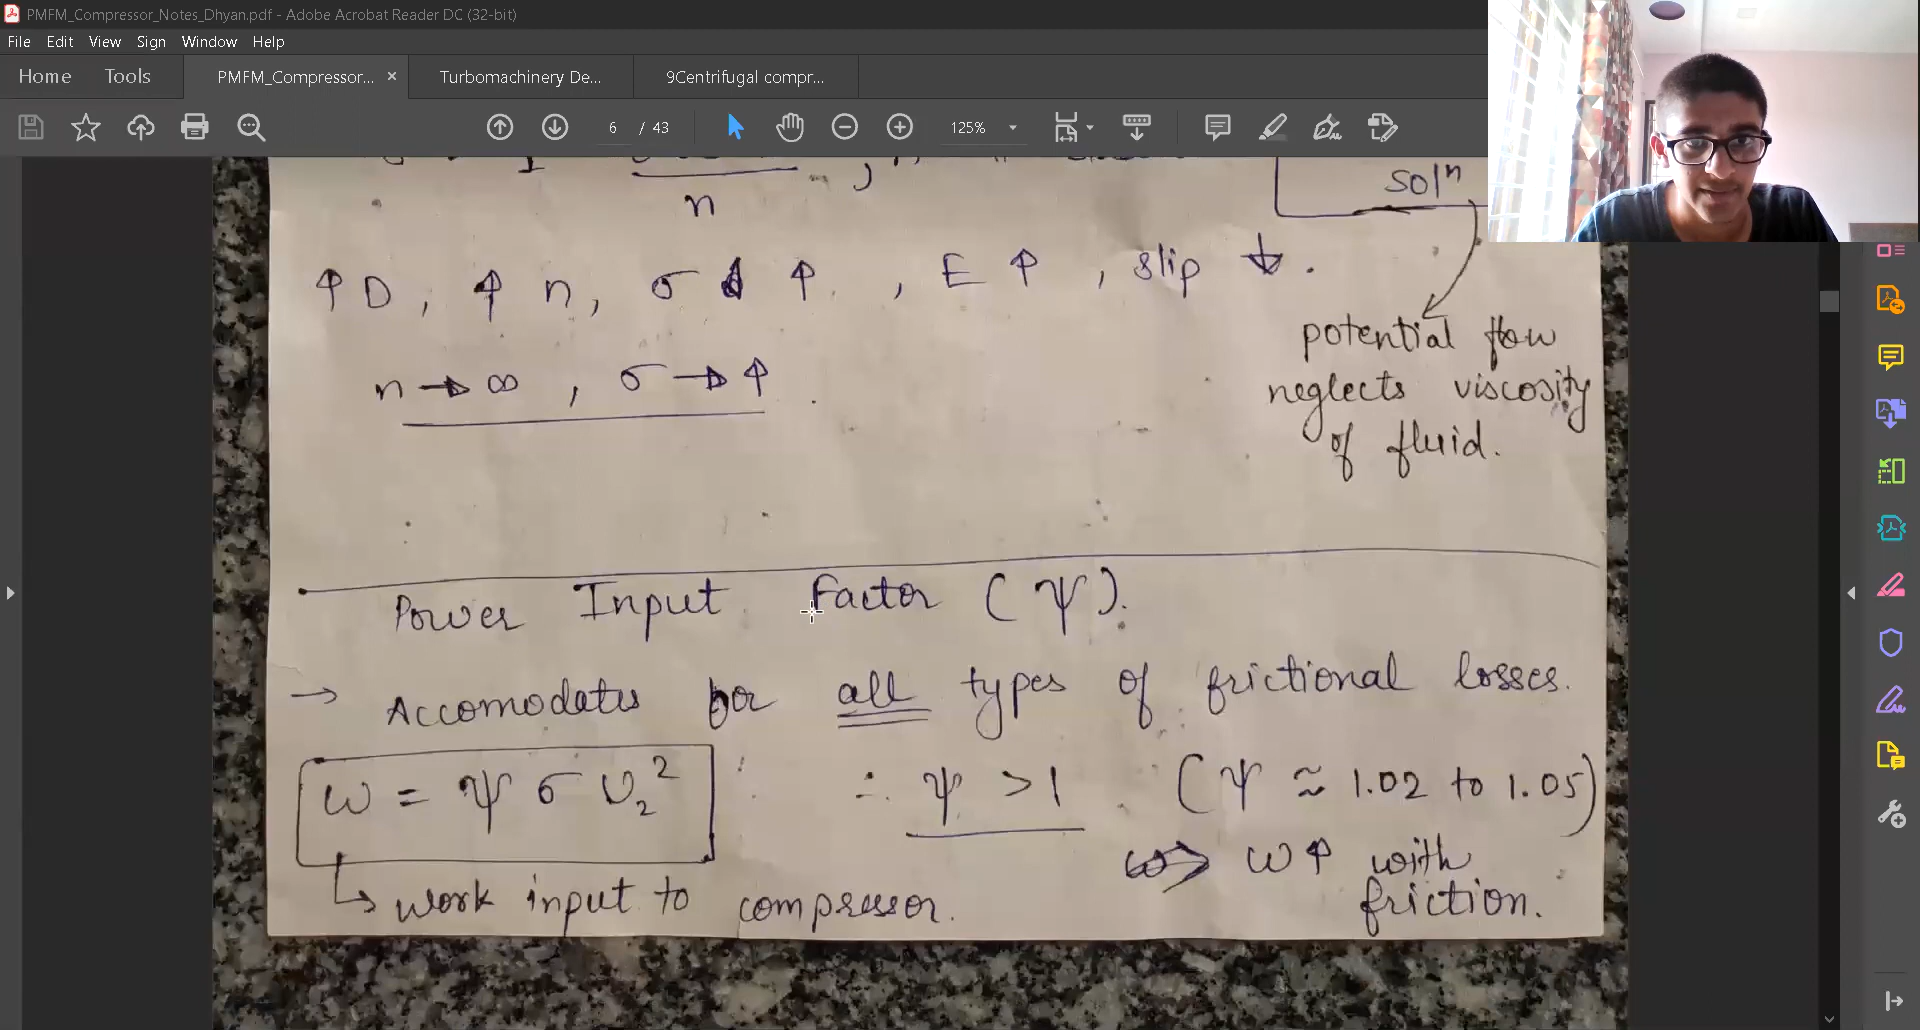 PMFM_Compressor_Notes_Dhyan.pdf - Adobe Acrobat Reader DC (32-bit)
File Edit View Sign Window Help
Home Tools PMFM_Compressor... × Turbomachinery De... 9Centrifugal compr...
6 / 43 125%
n
solⁿ
↑ D, ↑ n, σ ↑, E ↑, slip ↓.
n → ∞, σ → ↑
potential flow
neglects viscosity
of fluid.
Power Input Factor (ψ).
→ Accomodates for all types of frictional losses.
W = ψ σ U₂² ∴ ψ > 1 (ψ ≈ 1.02 to 1.05)
W ↑ with
friction.
↳ work input to compressor.